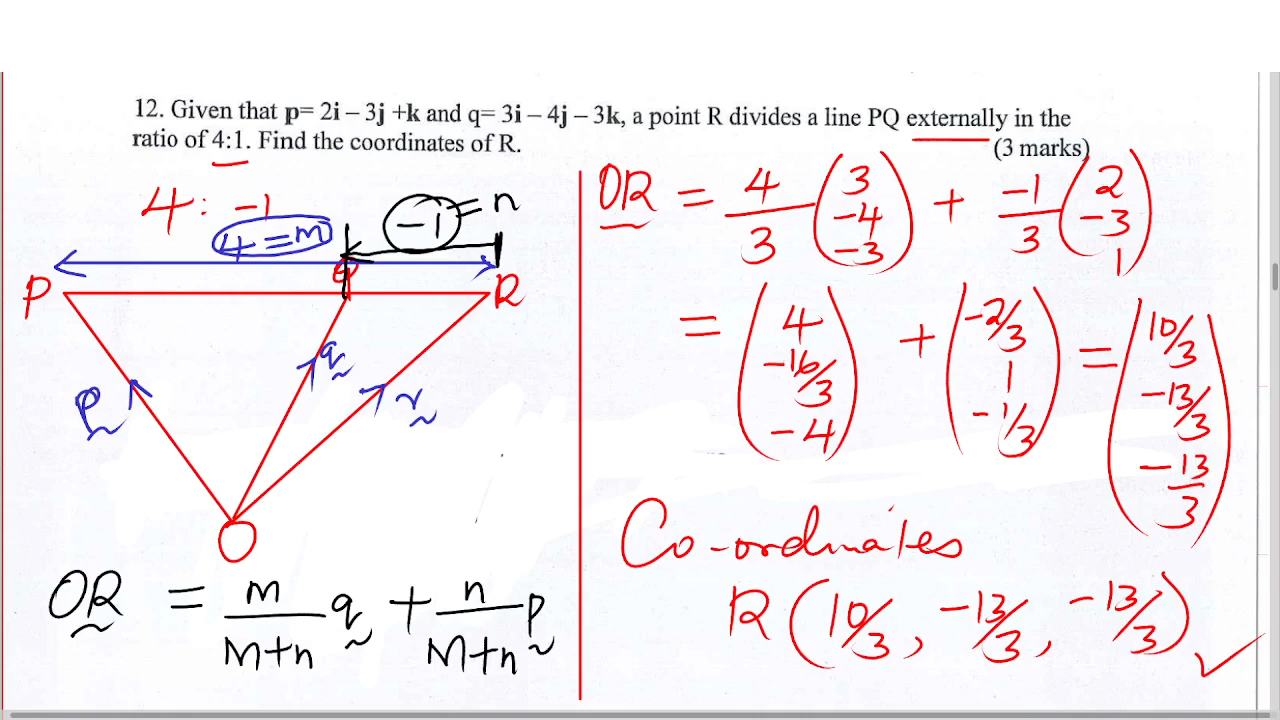 12. Given that p= 2i – 3j +k and q= 3i – 4j – 3k, a point R divides a line PQ externally in the
ratio of 4:1. Find the coordinates of R.
(3 marks)
4 : -1
4 = m
-1 = n
P Q R
p q r
O
OR = m/(m+n) q + n/(m+n) p
OR = 4/3 (3 -4 -3) + -1/3 (2 -3 1)
= (4 -16/3 -4) + (-2/3 1 -1/3) = (10/3 -13/3 -13/3)
Co-ordinates
R (10/3, -13/3, -13/3)